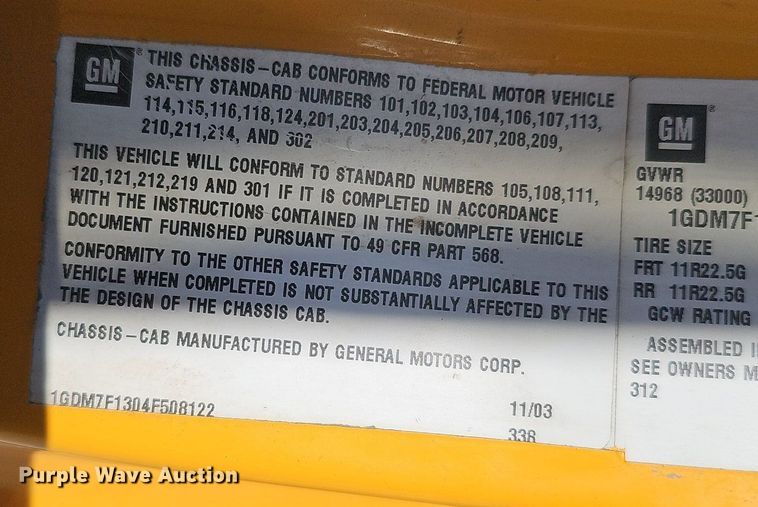 GM
THIS CHASSIS-CAB CONFORMS TO FEDERAL MOTOR VEHICLE
SAFETY STANDARD NUMBERS 101,102,103,104,106,107,113,
114,115,116,118,124,201,203,204,205,206,207,208,209,
210,211,214, AND 302
THIS VEHICLE WILL CONFORM TO STANDARD NUMBERS 105,108,111,
120,121,212,219 AND 301 IF IT IS COMPLETED IN ACCORDANCE
WITH THE INSTRUCTIONS CONTAINED IN THE INCOMPLETE VEHICLE
DOCUMENT FURNISHED PURSUANT TO 49 CFR PART 568.
CONFORMITY TO THE OTHER SAFETY STANDARDS APPLICABLE TO THIS
VEHICLE WHEN COMPLETED IS NOT SUBSTANTIALLY AFFECTED BY THE
THE DESIGN OF THE CHASSIS CAB.
CHASSIS-CAB MANUFACTURED BY GENERAL MOTORS CORP.
1GDM7F1304F508122
11/03
338
GM
GVWR
14968 (33000)
1GDM7F1
TIRE SIZE
FRT 11R22.5G
RR 11R22.5G
GCW RATING
ASSEMBLED
SEE OWNERS M
312
Purple Wave Auction